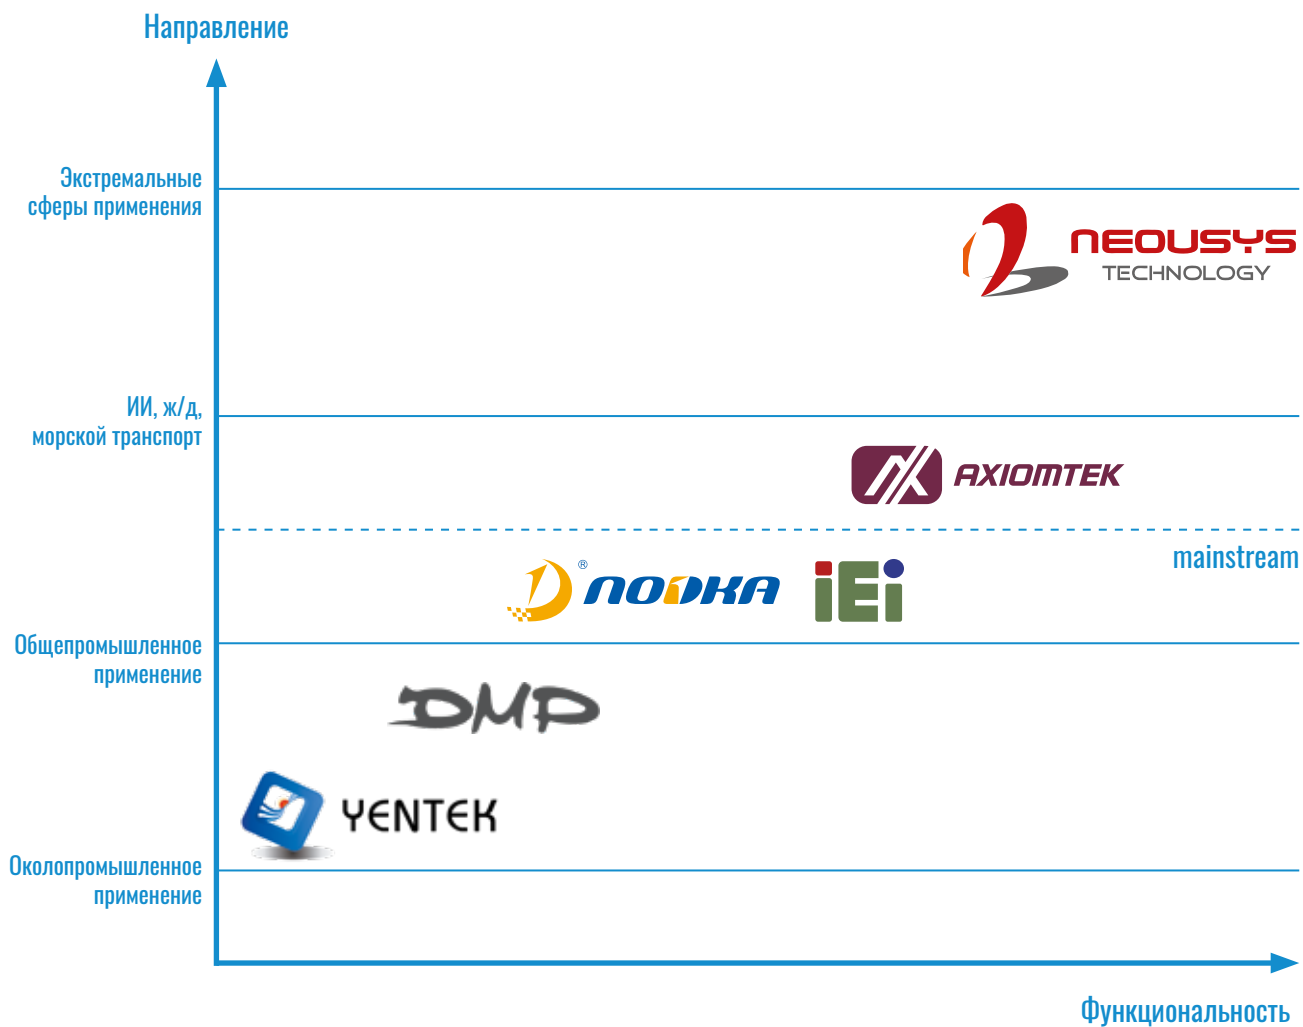 Направление
Экстремальные
сферы применения
NEOUSYS
TECHNOLOGY
ИИ, ж/д,
морской транспорт
AXIOMTEK
mainstream
® NODKA
iEi
Общепромышленное
применение
DMP
YENTEK
Околопромышленное
применение
Функциональность